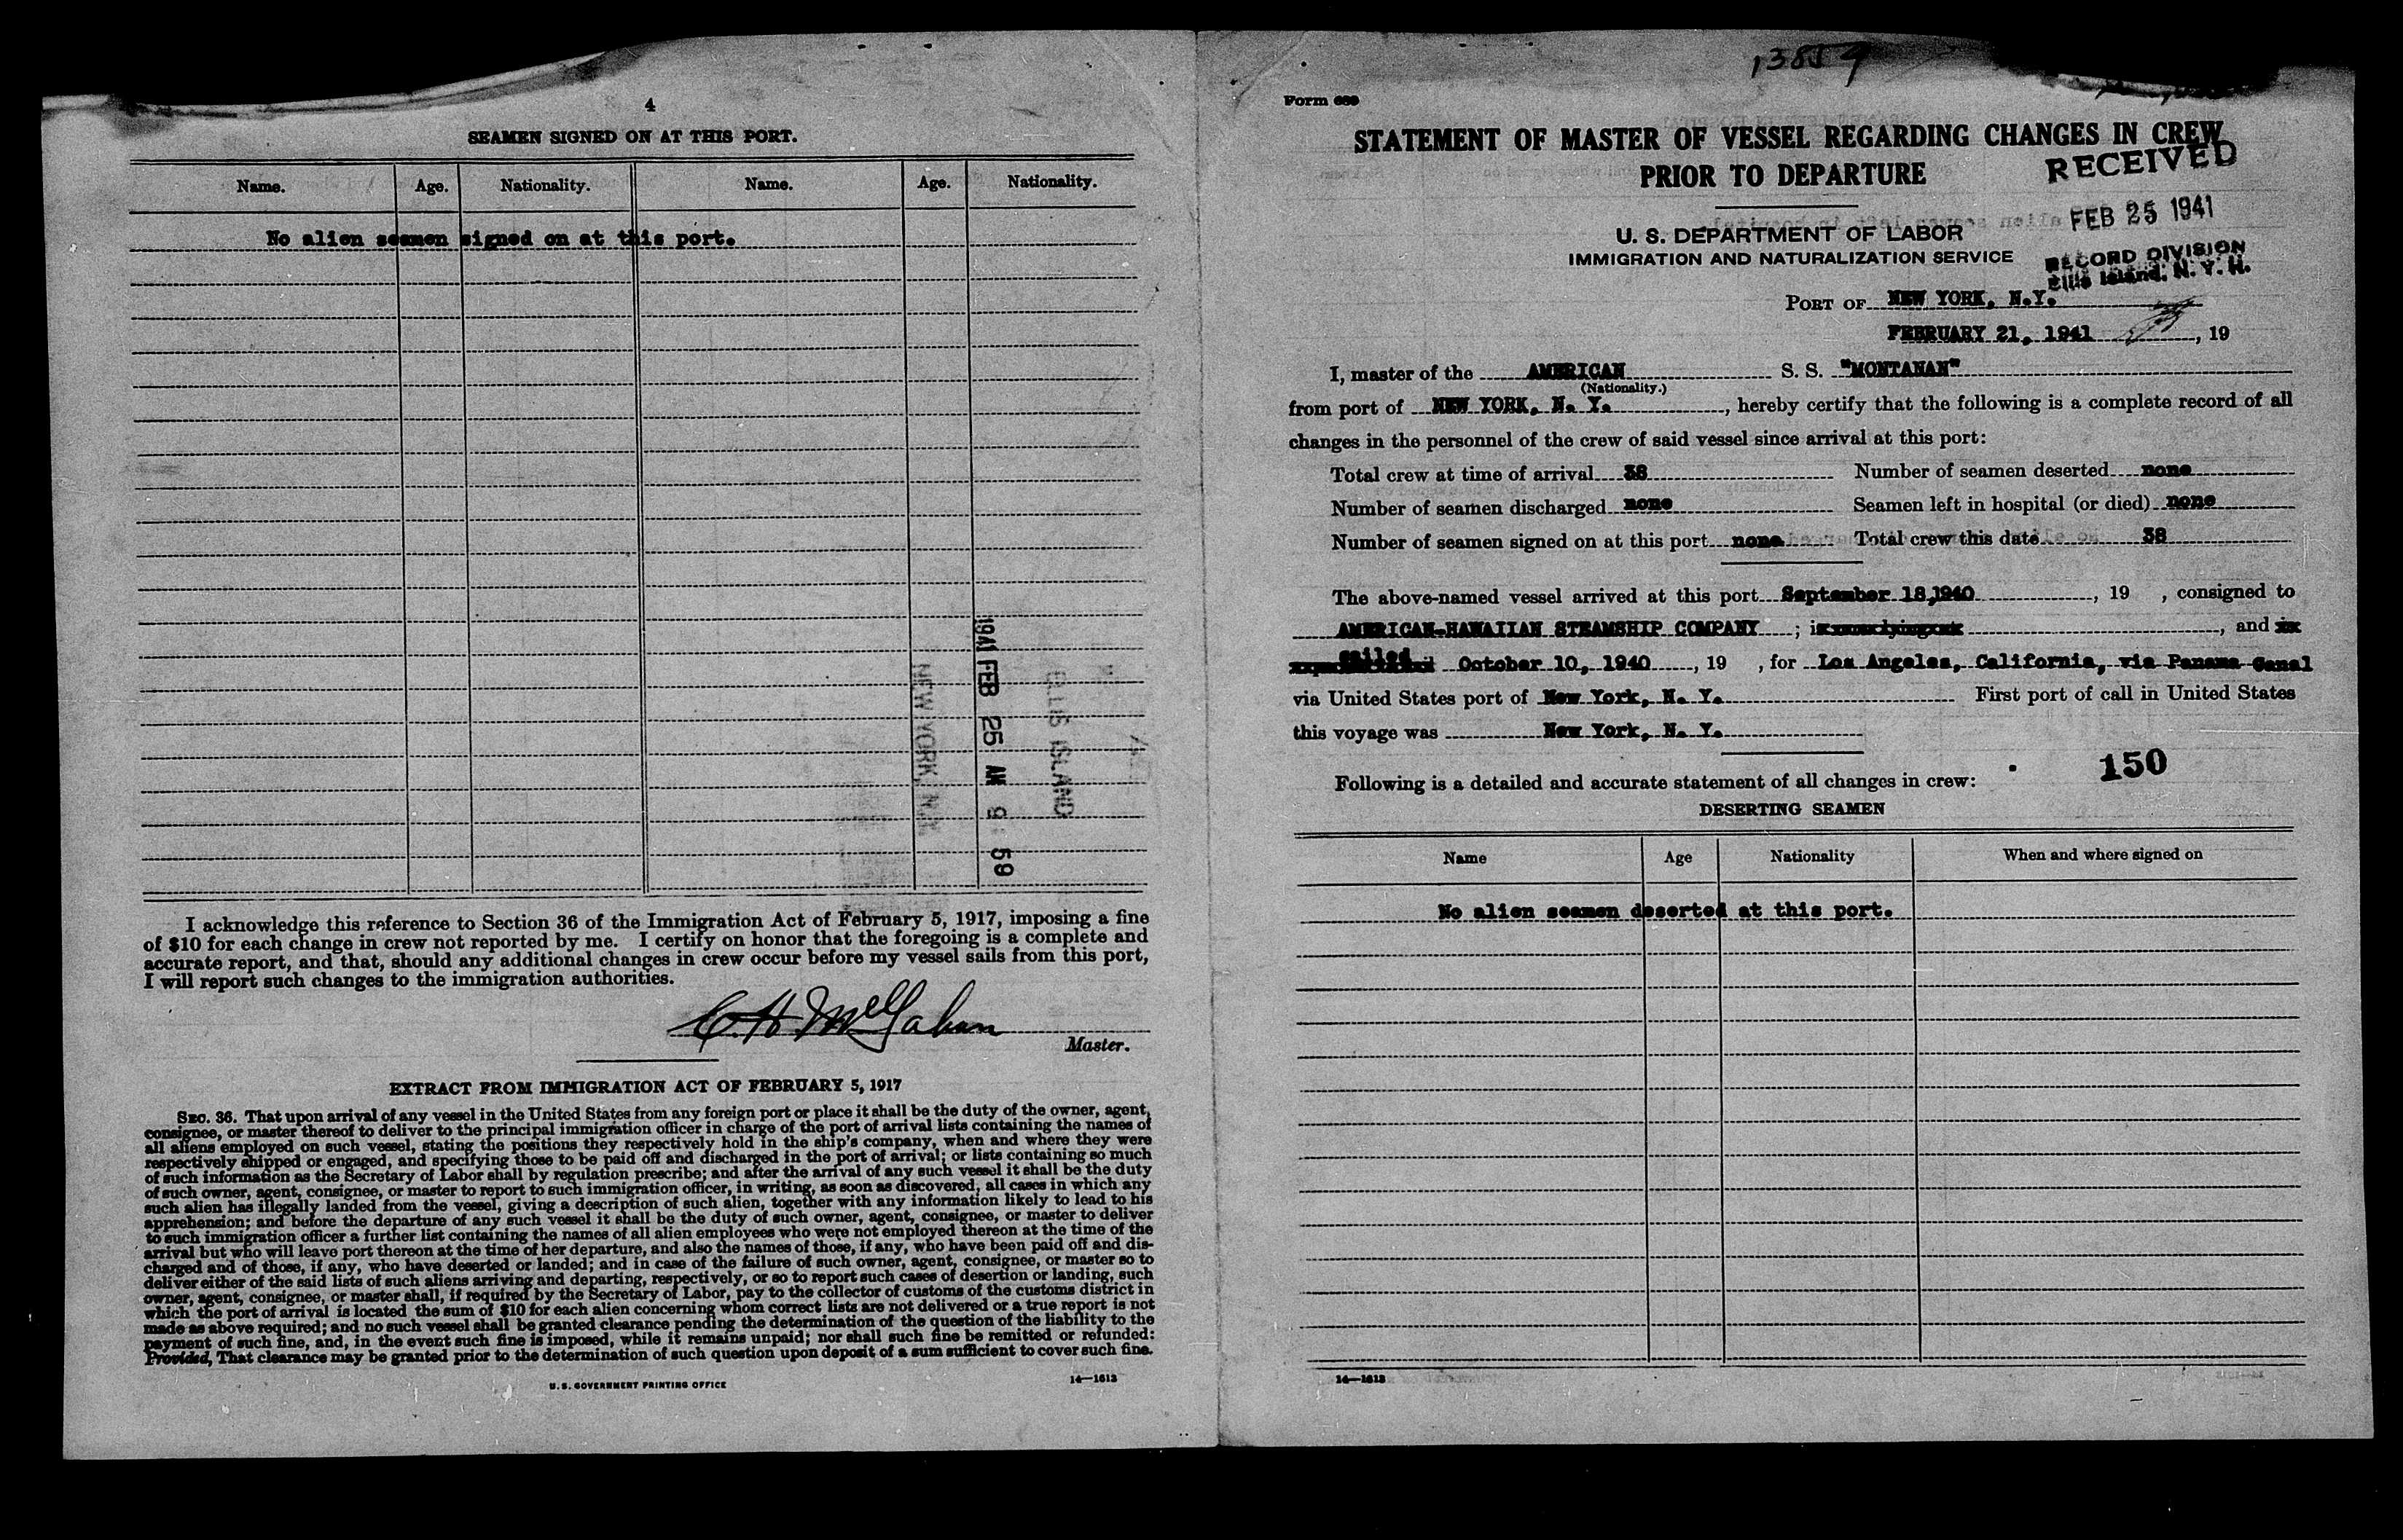 4
SEAMEN SIGNED ON AT THIS PORT.
Name. Age. Nationality. Name. Age. Nationality.
No alien seamen signed on at this port.
1941 FEB 25 AM 9 59
ELLIS ISLAND
NEW YORK, N.Y.
I acknowledge this reference to Section 36 of the Immigration Act of February 5, 1917, imposing a fine
of $10 for each change in crew not reported by me. I certify on honor that the foregoing is a complete and
accurate report, and that, should any additional changes in crew occur before my vessel sails from this port,
I will report such changes to the immigration authorities.
C. H. McGahan
Master.
EXTRACT FROM IMMIGRATION ACT OF FEBRUARY 5, 1917
SEC. 36. That upon arrival of any vessel in the United States from any foreign port or place it shall be the duty of the owner, agent,
consignee, or master thereof to deliver to the principal immigration officer in charge of the port of arrival lists containing the names of
all aliens employed on such vessel, stating the positions they respectively hold in the ship's company, when and where they were
respectively shipped or engaged, and specifying those to be paid off and discharged in the port of arrival; or lists containing so much
of such information as the Secretary of Labor shall by regulation prescribe; and after the arrival of any such vessel it shall be the duty
of such owner, agent, consignee, or master to report to such immigration officer, in writing, as soon as discovered, all cases in which any
such alien has illegally landed from the vessel, giving a description of such alien, together with any information likely to lead to his
apprehension; and before the departure of any such vessel it shall be the duty of such owner, agent, consignee, or master to deliver
to such immigration officer a further list containing the names of all alien employees who were not employed thereon at the time of the
arrival but who will leave port thereon at the time of her departure, and also the names of those, if any, who have been paid off and dis-
charged and of those, if any, who have deserted or landed; and in case of the failure of such owner, agent, consignee, or master so to
deliver either of the said lists of such aliens arriving and departing, respectively, or so to report such cases of desertion or landing, such
owner, agent, consignee, or master shall, if required by the Secretary of Labor, pay to the collector of customs of the customs district in
which the port of arrival is located the sum of $10 for each alien concerning whom correct lists are not delivered or a true report is not
made as above required; and no such vessel shall be granted clearance pending the determination of the question of the liability to the
payment of such fine, and, in the event such fine is imposed, while it remains unpaid; nor shall such fine be remitted or refunded:
Provided, That clearance may be granted prior to the determination of such question upon deposit of a sum sufficient to cover such fine.
U. S. GOVERNMENT PRINTING OFFICE 14—1613
13859
Form 689
STATEMENT OF MASTER OF VESSEL REGARDING CHANGES IN CREW
PRIOR TO DEPARTURE
RECEIVED
FEB 25 1941
RECORD DIVISION
Ellis Island, N. Y. H.
U. S. DEPARTMENT OF LABOR
IMMIGRATION AND NATURALIZATION SERVICE
PORT OF NEW YORK, N.Y.
FEBRUARY 21, 1941, 19
I, master of the AMERICAN S. S. "MONTANAN"
(Nationality.)
from port of NEW YORK, N. Y., hereby certify that the following is a complete record of all
changes in the personnel of the crew of said vessel since arrival at this port:
Total crew at time of arrival 38 Number of seamen deserted none
Number of seamen discharged none Seamen left in hospital (or died) none
Number of seamen signed on at this port none Total crew this date 38
The above-named vessel arrived at this port September 18,1940, 19 , consigned to
AMERICAN-HAWAIIAN STEAMSHIP COMPANY ; , and
sailed October 10, 1940, 19 , for Los Angeles, California, via Panama Canal
via United States port of New York, N. Y. First port of call in United States
this voyage was New York, N. Y.
150
Following is a detailed and accurate statement of all changes in crew:
DESERTING SEAMEN
Name Age Nationality When and where signed on
No alien seamen deserted at this port.
14—1613